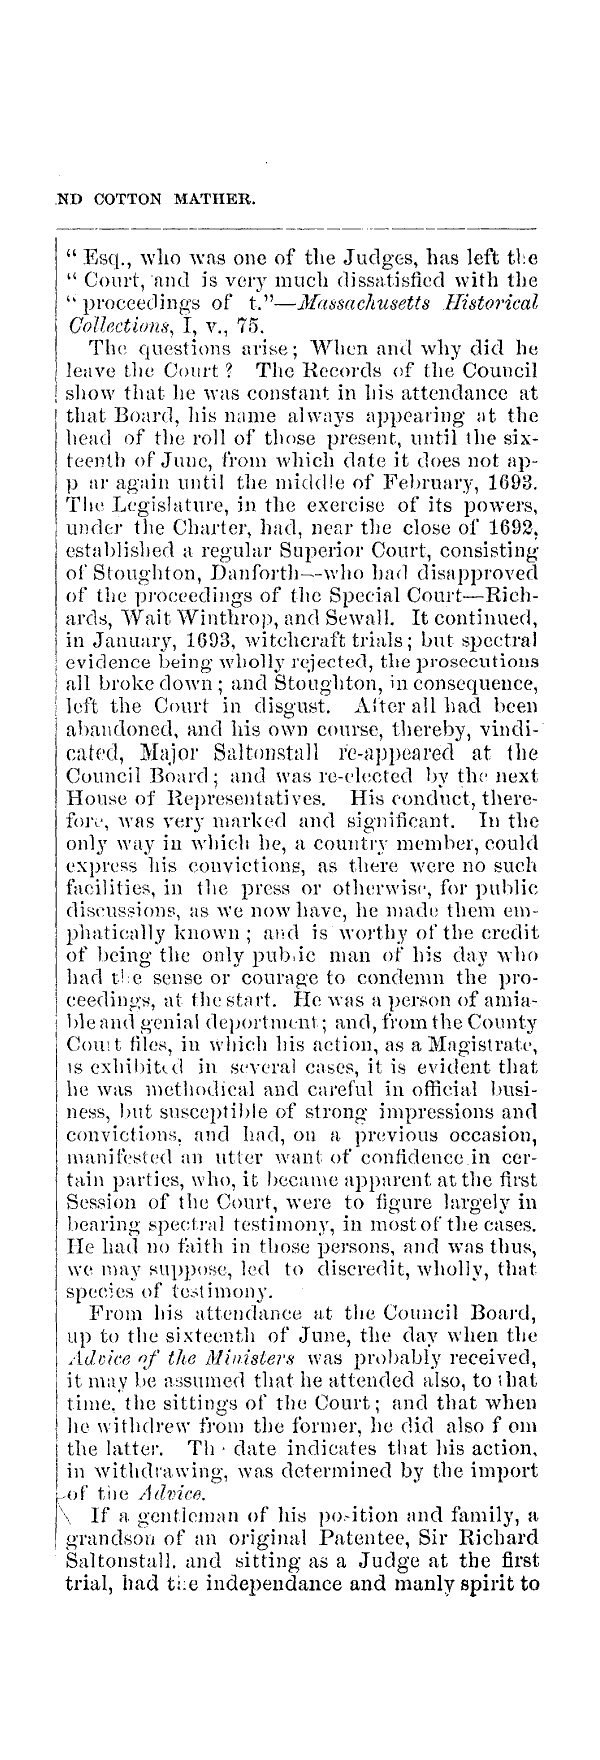 ND COTTON MATHER.
“ Esq., who was one of the Judges, has left the
“ Court, and is very much dissatisfied with the
“ proceedings of t.”—Massachusetts Historical
Collections, I, v., 75.
The questions arise; When and why did he
leave the Court? The Records of the Council
show that he was constant in his attendance at
that Board, his name always appearing at the
head of the roll of those present, until the six-
teenth of June, from which date it does not ap-
p ar again until the middle of February, 1693.
The Legislature, in the exercise of its powers,
under the Charter, had, near the close of 1692,
established a regular Superior Court, consisting
of Stoughton, Danforth—who had disapproved
of the proceedings of the Special Court—Rich-
ards, Wait Winthrop, and Sewall. It continued,
in January, 1693, witchcraft trials; but spectral
evidence being wholly rejected, the prosecutions
all broke down; and Stoughton, in consequence,
left the Court in disgust. After all had been
abandoned, and his own course, thereby, vindi-
cated, Major Saltonstall re-appeared at the
Council Board; and was re-elected by the next
House of Representatives. His conduct, there-
fore, was very marked and significant. In the
only way in which he, a country member, could
express his convictions, as there were no such
facilities, in the press or otherwise, for public
discussions, as we now have, he made them em-
phatically known; and is worthy of the credit
of being the only public man of his day who
had the sense or courage to condemn the pro-
ceedings, at the start. He was a person of amia-
ble and genial deportment; and, from the County
Court files, in which his action, as a Magistrate,
is exhibited in several cases, it is evident that
he was methodical and careful in official busi-
ness, but susceptible of strong impressions and
convictions, and had, on a previous occasion,
manifested an utter want of confidence in cer-
tain parties, who, it became apparent at the first
Session of the Court, were to figure largely in
bearing spectral testimony, in most of the cases.
He had no faith in those persons, and was thus,
we may suppose, led to discredit, wholly, that
species of testimony.
From his attendance at the Council Board,
up to the sixteenth of June, the day when the
Advice of the Ministers was probably received,
it may be assumed that he attended also, to that
time, the sittings of the Court; and that when
he withdrew from the former, he did also f om
the latter. Th date indicates that his action,
in withdrawing, was determined by the import
of the Advice.
If a gentleman of his position and family, a
grandson of an original Patentee, Sir Richard
Saltonstall, and sitting as a Judge at the first
trial, had the independance and manly spirit to